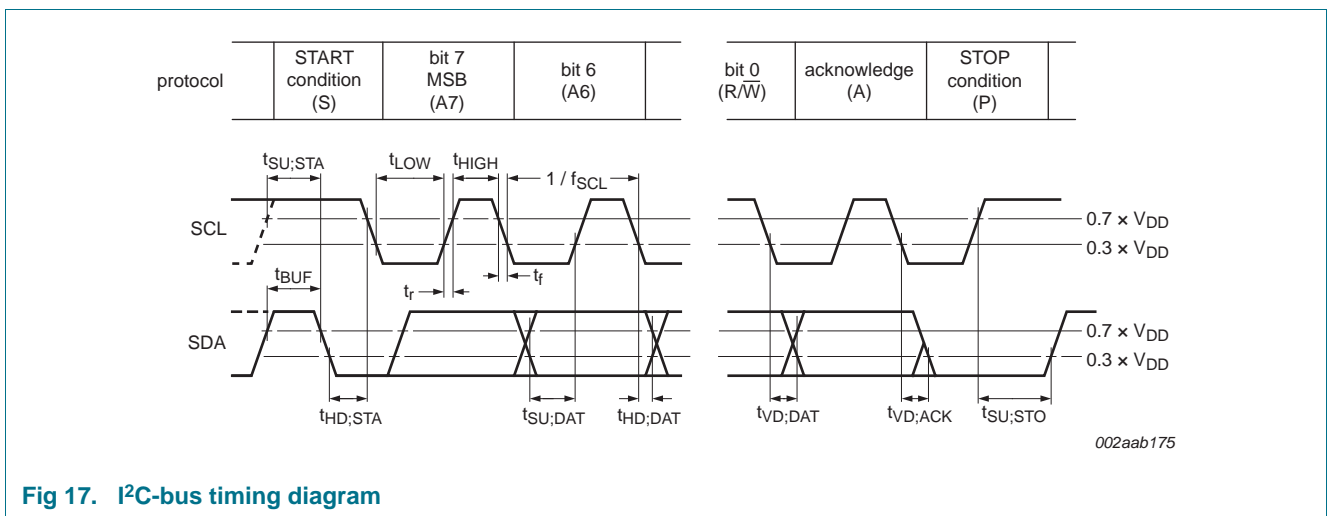 protocol
START
condition
(S)
bit 7
MSB
(A7)
bit 6
(A6)
bit 0
(R/W̅)
acknowledge
(A)
STOP
condition
(P)
tSU;STA
tLOW
tHIGH
1 / fSCL
SCL
0.7 × VDD
0.3 × VDD
tBUF
tr
tf
SDA
0.7 × VDD
0.3 × VDD
tHD;STA
tSU;DAT
tHD;DAT
tVD;DAT
tVD;ACK
tSU;STO
002aab175
Fig 17. I²C-bus timing diagram